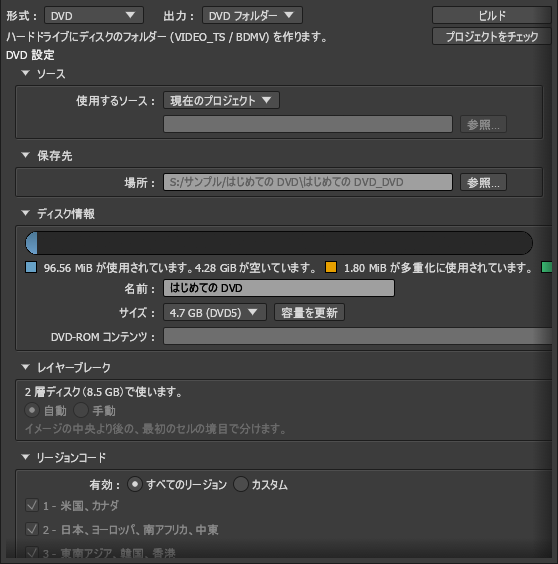 形式： DVD 出力： DVD フォルダー ビルド
ハードドライブにディスクのフォルダー (VIDEO_TS / BDMV) を作ります。 プロジェクトをチェック
DVD 設定
ソース
使用するソース： 現在のプロジェクト
参照...
保存先
場所： S:/サンプル/はじめての DVD\はじめての DVD_DVD 参照...
ディスク情報
96.56 MiB が使用されています。4.28 GiB が空いています。 1.80 MiB が多重化に使用されています。
名前： はじめての DVD
サイズ： 4.7 GB (DVD5) 容量を更新
DVD-ROM コンテンツ：
レイヤーブレーク
2 層ディスク（8.5 GB）で使います。
自動 手動
イメージの中央より後の、最初のセルの境目で分けます。
リージョンコード
有効： すべてのリージョン カスタム
1 - 米国、カナダ
2 - 日本、ヨーロッパ、南アフリカ、中東
3 - 東南アジア、韓国、香港